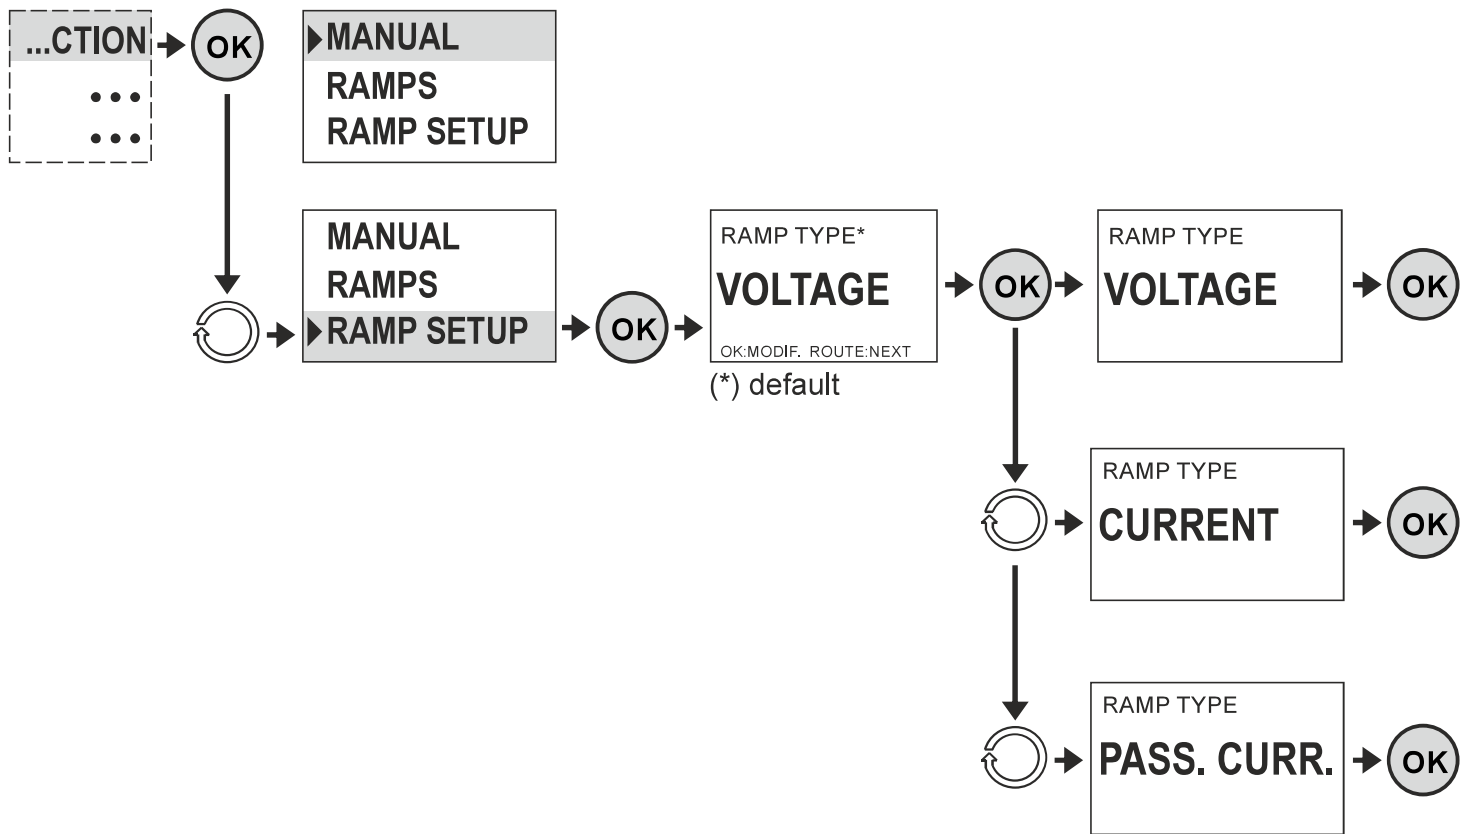 ...CTION
OK
MANUAL
RAMPS
RAMP SETUP
MANUAL
RAMPS
RAMP SETUP
OK
RAMP TYPE*
VOLTAGE
OK:MODIF. ROUTE:NEXT
(*) default
OK
RAMP TYPE
VOLTAGE
OK
RAMP TYPE
CURRENT
OK
RAMP TYPE
PASS. CURR.
OK